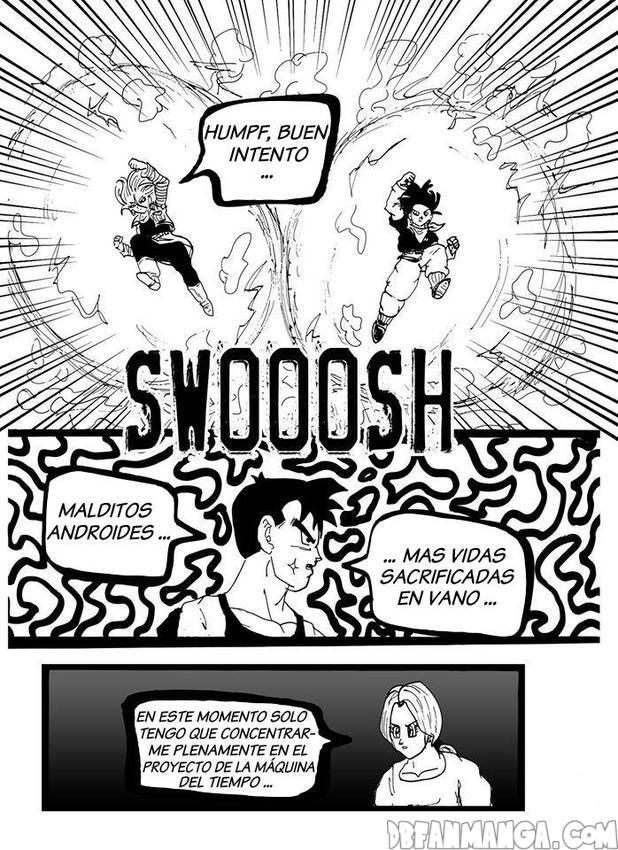 HUMPF, BUEN
INTENTO
...
SWOOOSH
MALDITOS
ANDROIDES ...
... MAS VIDAS
SACRIFICADAS
EN VANO ...
EN ESTE MOMENTO SOLO
TENGO QUE CONCENTRAR-
ME PLENAMENTE EN EL
PROYECTO DE LA MÁQUINA
DEL TIEMPO ...
DBFANMANGA.COM